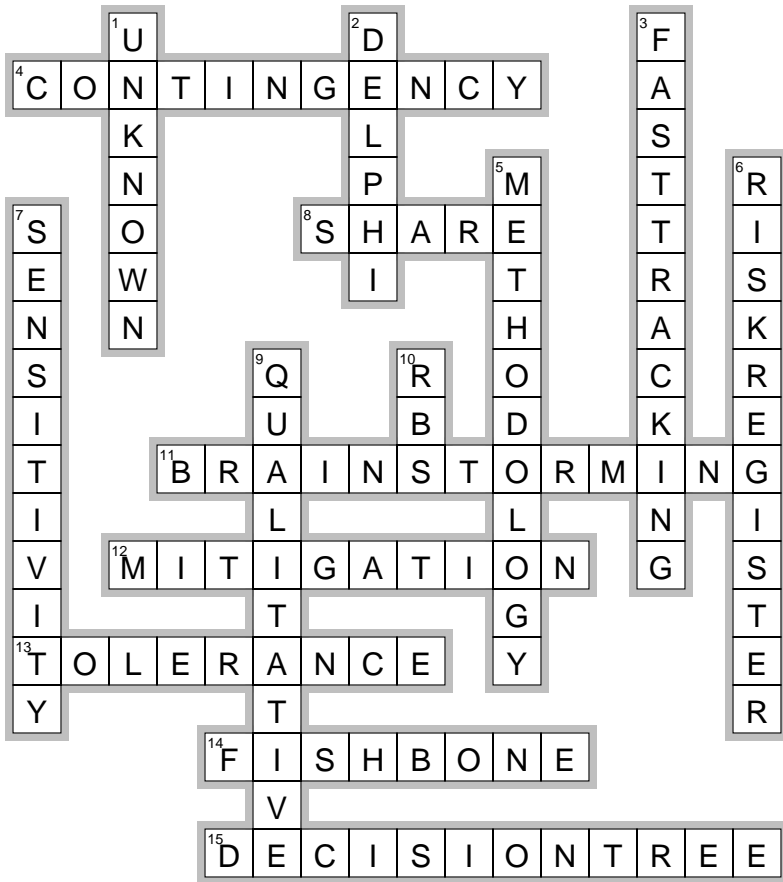 1 UNKNOWN
2 DELPHI
3 FASTTRACKING
4 CONTINGENCY
5 METHODOLOGY
6 RISKREGISTER
7 SENSITIVITY
8 SHARE
9 QUALITATIVE
10 RBS
11 BRAINSTORMING
12 MITIGATION
13 TOLERANCE
14 FISHBONE
15 DECISIONTREE